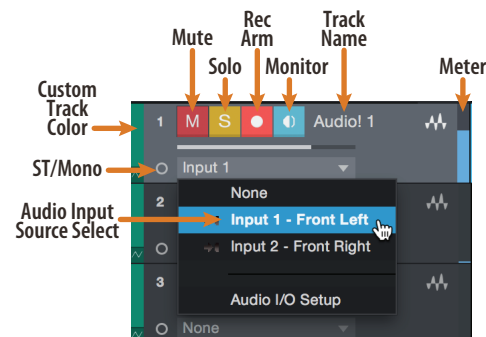 Mute
Solo
Rec
Arm
Monitor
Track
Name
Meter
Custom
Track
Color
1 M S Audio! 1
ST/Mono
Input 1
Audio Input
Source Select
2
None
Input 1 - Front Left
Input 2 - Front Right
3
Audio I/O Setup
None